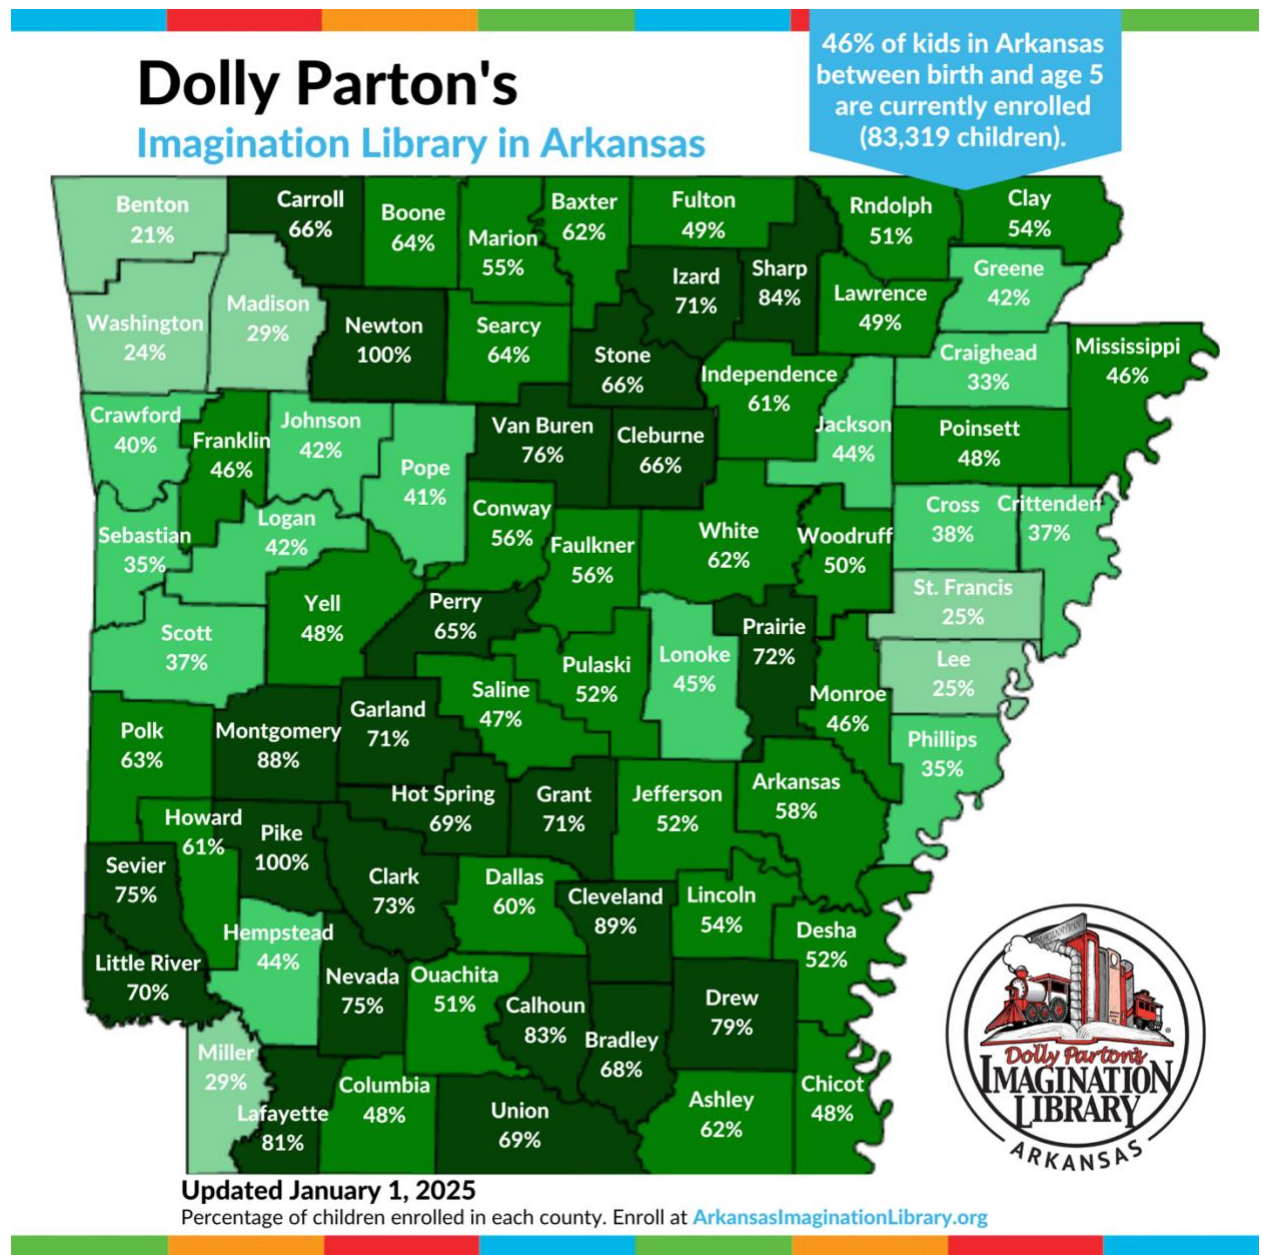 46% of kids in Arkansas
between birth and age 5
are currently enrolled
(83,319 children).
Dolly Parton's
Imagination Library in Arkansas
Benton
21%
Carroll
66%
Boone
64%
Marion
55%
Baxter
62%
Fulton
49%
Rndolph
51%
Clay
54%
Washington
24%
Madison
29%
Newton
100%
Searcy
64%
Stone
66%
Izard
71%
Sharp
84%
Lawrence
49%
Greene
42%
Independence
61%
Craighead
33%
Mississippi
46%
Crawford
40%
Franklin
46%
Johnson
42%
Pope
41%
Van Buren
76%
Cleburne
66%
Jackson
44%
Poinsett
48%
Sebastian
35%
Logan
42%
Conway
56%
Faulkner
56%
White
62%
Woodruff
50%
Cross
38%
Crittenden
37%
Scott
37%
Yell
48%
Perry
65%
Pulaski
52%
Lonoke
45%
Prairie
72%
St. Francis
25%
Lee
25%
Polk
63%
Montgomery
88%
Garland
71%
Saline
47%
Monroe
46%
Phillips
35%
Howard
61%
Pike
100%
Hot Spring
69%
Grant
71%
Jefferson
52%
Arkansas
58%
Sevier
75%
Clark
73%
Dallas
60%
Cleveland
89%
Lincoln
54%
Desha
52%
Little River
70%
Hempstead
44%
Nevada
75%
Ouachita
51%
Calhoun
83%
Bradley
68%
Drew
79%
Miller
29%
Lafayette
81%
Columbia
48%
Union
69%
Ashley
62%
Chicot
48%
Dolly Parton's
IMAGINATION
LIBRARY
ARKANSAS
Updated January 1, 2025
Percentage of children enrolled in each county. Enroll at ArkansasImaginationLibrary.org